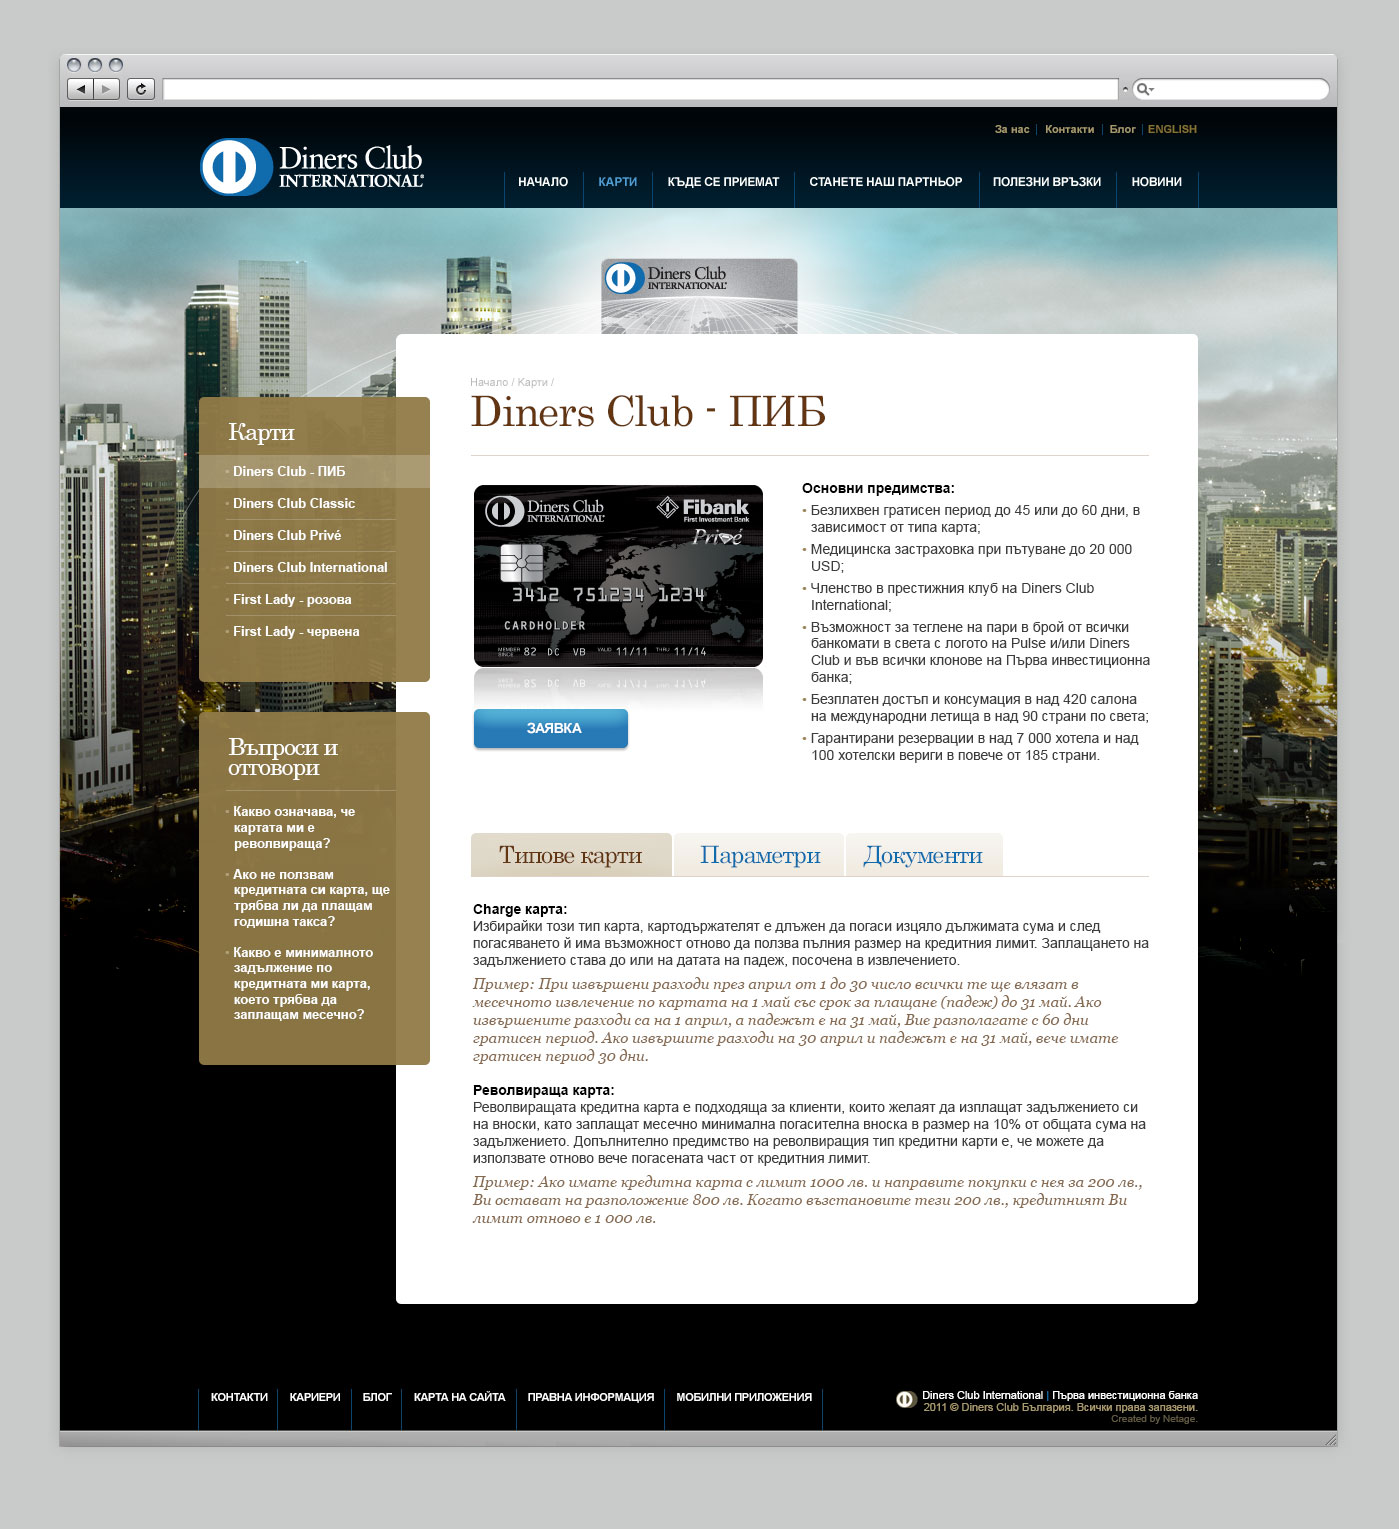 За нас
Контакти
Блог
ENGLISH
Diners Club
INTERNATIONAL®
НАЧАЛО
КАРТИ
КЪДЕ СЕ ПРИЕМАТ
СТАНЕТЕ НАШ ПАРТНЬОР
ПОЛЕЗНИ ВРЪЗКИ
НОВИНИ
Diners Club
INTERNATIONAL®
Начало / Карти /
Diners Club - ПИБ
Карти
Diners Club - ПИБ
Diners Club Classic
Diners Club Privé
Diners Club International
First Lady - розова
First Lady - червена
Въпроси и
отговори
Какво означава, че
картата ми е
револвираща?
Ако не ползвам
кредитната си карта, ще
трябва ли да плащам
годишна такса?
Какво е минималното
задължение по
кредитната ми карта,
което трябва да
заплащам месечно?
Diners Club
INTERNATIONAL®
Fibank
First Investment Bank
Privé
3412 751234 1234
CARDHOLDER
MEMBER SINCE 82 DC VB VALID 11/11 THRU 11/14
ЗАЯВКА
Основни предимства:
• Безлихвен гратисен период до 45 или до 60 дни, в
зависимост от типа карта;
• Медицинска застраховка при пътуване до 20 000
USD;
• Членство в престижния клуб на Diners Club
International;
• Възможност за теглене на пари в брой от всички
банкомати в света с логото на Pulse и/или Diners
Club и във всички клонове на Първа инвестиционна
банка;
• Безплатен достъп и консумация в над 420 салона
на международни летища в над 90 страни по света;
• Гарантирани резервации в над 7 000 хотела и над
100 хотелски вериги в повече от 185 страни.
Типове карти
Параметри
Документи
Charge карта:
Избирайки този тип карта, картодържателят е длъжен да погаси изцяло дължимата сума и след
погасяването й има възможност отново да ползва пълния размер на кредитния лимит. Заплащането на
задължението става до или на датата на падеж, посочена в извлечението.
Пример: При извършени разходи през април от 1 до 30 число всички те ще влязат в
месечното извлечение по картата на 1 май със срок за плащане (падеж) до 31 май. Ако
извършените разходи са на 1 април, а падежът е на 31 май, Вие разполагате с 60 дни
гратисен период. Ако извършите разходи на 30 април и падежът е на 31 май, вече имате
гратисен период 30 дни.
Револвираща карта:
Револвиращата кредитна карта е подходяща за клиенти, които желаят да изплащат задължението си
на вноски, като заплащат месечно минимална погасителна вноска в размер на 10% от общата сума на
задължението. Допълнително предимство на револвиращия тип кредитни карти е, че можете да
използвате отново вече погасената част от кредитния лимит.
Пример: Ако имате кредитна карта с лимит 1000 лв. и направите покупки с нея за 200 лв.,
Ви остават на разположение 800 лв. Когато възстановите тези 200 лв., кредитният Ви
лимит отново е 1 000 лв.
КОНТАКТИ
КАРИЕРИ
БЛОГ
КАРТА НА САЙТА
ПРАВНА ИНФОРМАЦИЯ
МОБИЛНИ ПРИЛОЖЕНИЯ
Diners Club International | Първа инвестиционна банка
2011 © Diners Club България. Всички права запазени.
Created by Netage.